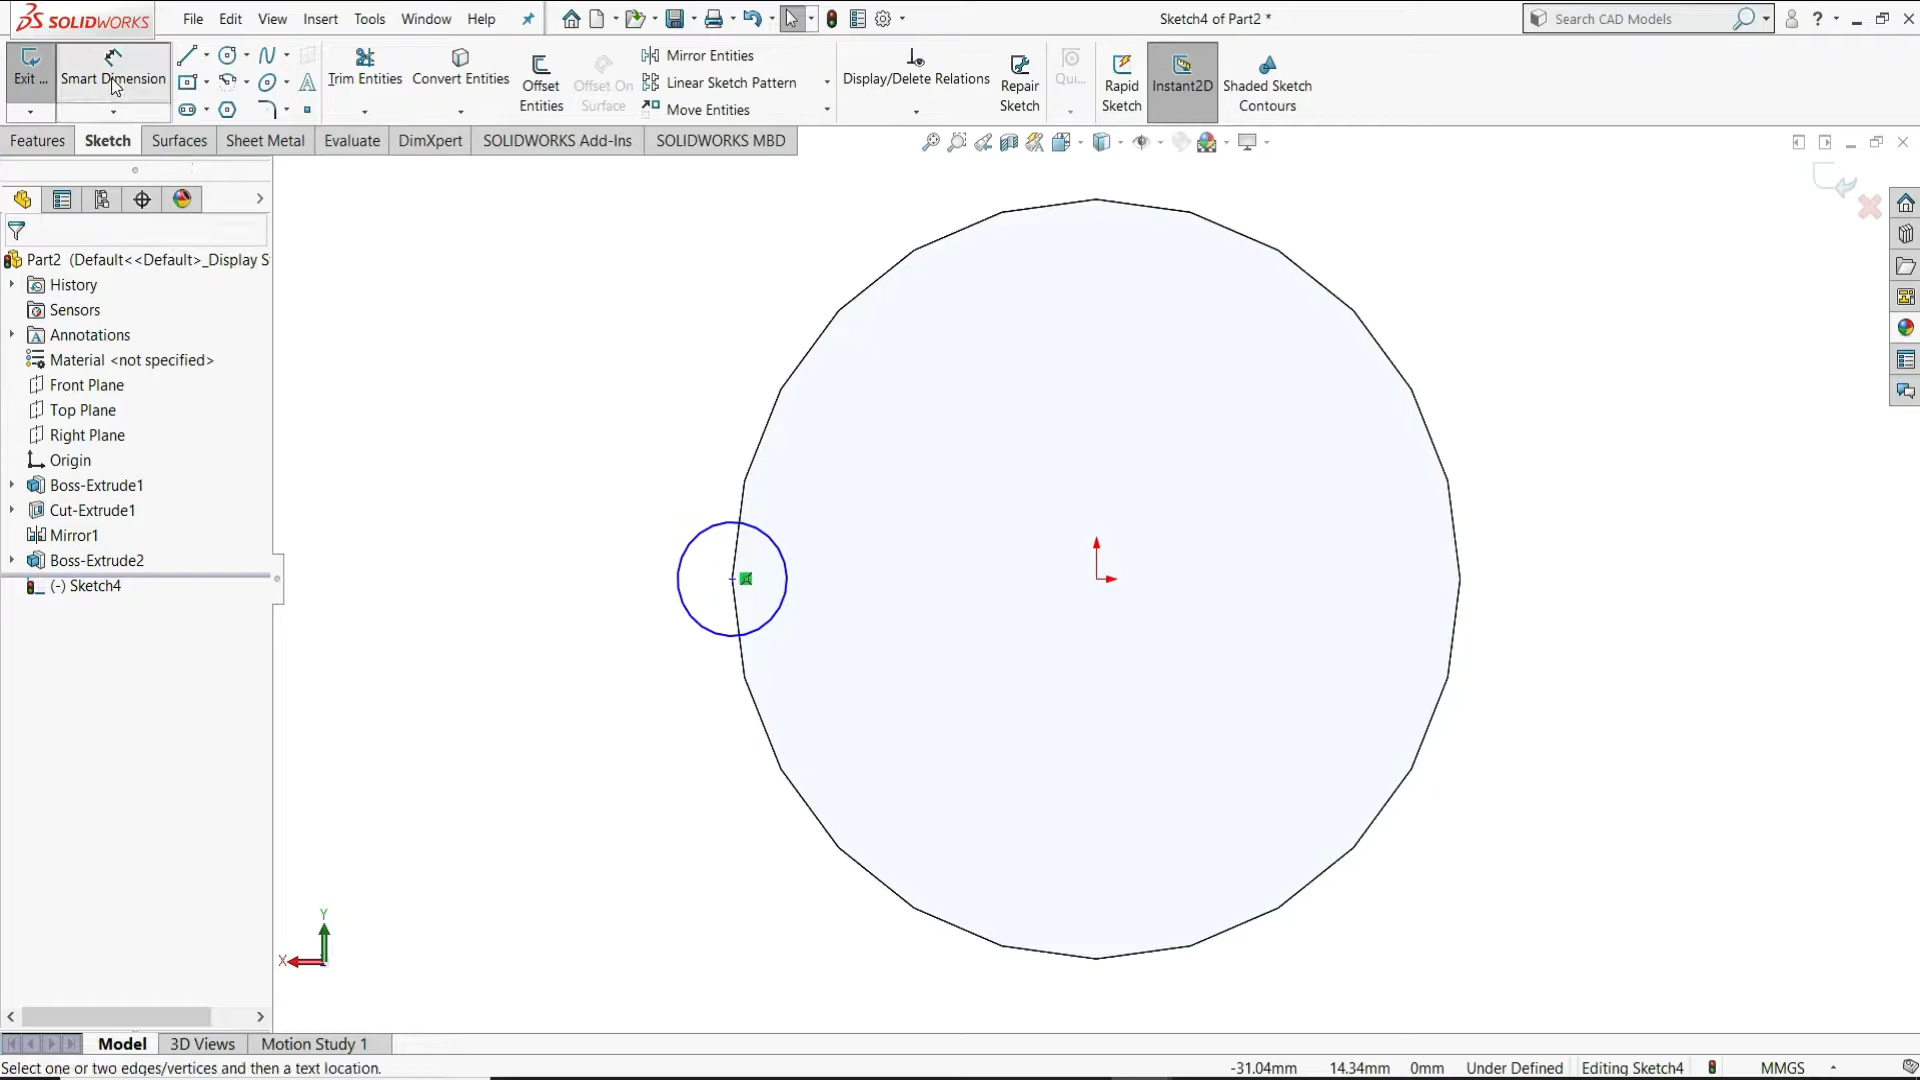 SOLIDWORKS File Edit View Insert Tools Window Help Sketch4 of Part2 * Search CAD Models ?
Exit ... Smart Dimension Trim Entities Convert Entities Offset Entities Offset On Surface Mirror Entities Linear Sketch Pattern Move Entities Display/Delete Relations Repair Sketch Qui... Rapid Sketch Instant2D Shaded Sketch Contours
Features Sketch Surfaces Sheet Metal Evaluate DimXpert SOLIDWORKS Add-Ins SOLIDWORKS MBD
Part2 (Default<<Default>_Display S
History
Sensors
Annotations
Material <not specified>
Front Plane
Top Plane
Right Plane
Origin
Boss-Extrude1
Cut-Extrude1
Mirror1
Boss-Extrude2
(-) Sketch4
Y
X
Model 3D Views Motion Study 1
Select one or two edges/vertices and then a text location. -31.04mm 14.34mm 0mm Under Defined Editing Sketch4 MMGS